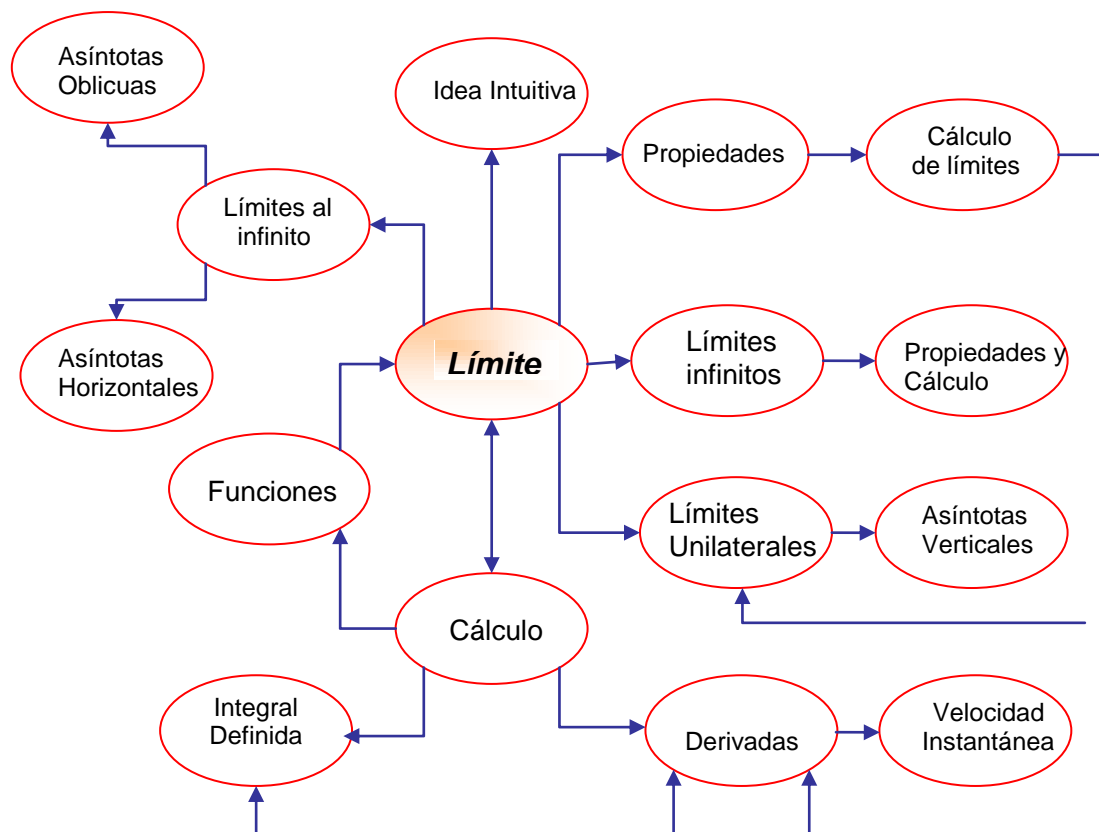 Asíntotas
Oblicuas
Idea Intuitiva
Propiedades
Cálculo
de límites
Límites al
infinito
Asíntotas
Horizontales
Límite
Límites
infinitos
Propiedades y
Cálculo
Funciones
Límites
Unilaterales
Asíntotas
Verticales
Cálculo
Integral
Definida
Derivadas
Velocidad
Instantánea